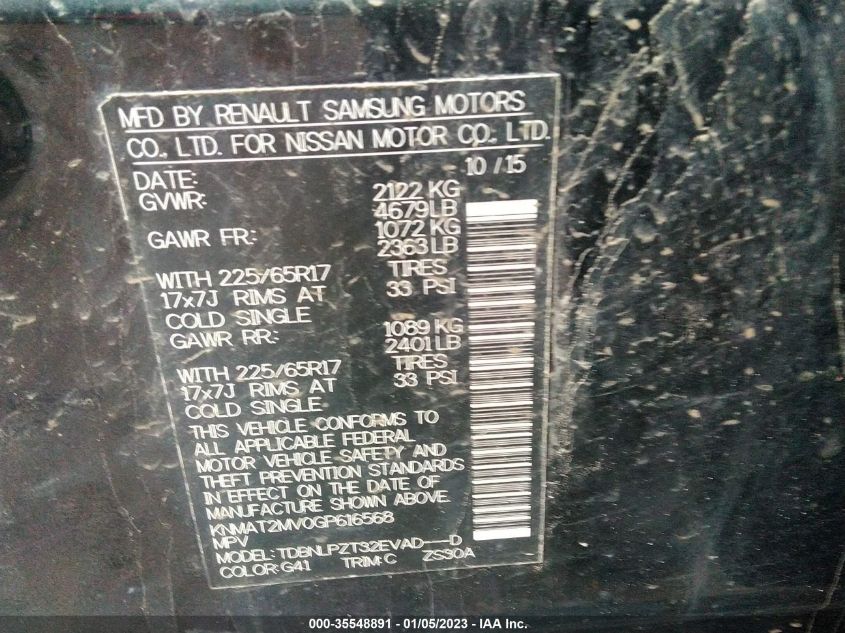 MFD BY RENAULT SAMSUNG MOTORS
CO., LTD. FOR NISSAN MOTOR CO., LTD.
DATE: 10 / 15
GVWR: 2122 KG
4679 LB
GAWR FR: 1072 KG
2363 LB
WITH 225/65R17 TIRES
17x7J RIMS AT 33 PSI
COLD SINGLE
GAWR RR: 1089 KG
2401 LB
WITH 225/65R17 TIRES
17x7J RIMS AT 33 PSI
COLD SINGLE
THIS VEHICLE CONFORMS TO
ALL APPLICABLE FEDERAL
MOTOR VEHICLE SAFETY AND
THEFT PREVENTION STANDARDS
IN EFFECT ON THE DATE OF
MANUFACTURE SHOWN ABOVE.
KNMAT2MV0GP616568
MPV
MODEL: TDBNLPZT32EVAD---D
COLOR: G41 TRIM: C ZS30A
000-35548891 - 01/05/2023 - IAA Inc.